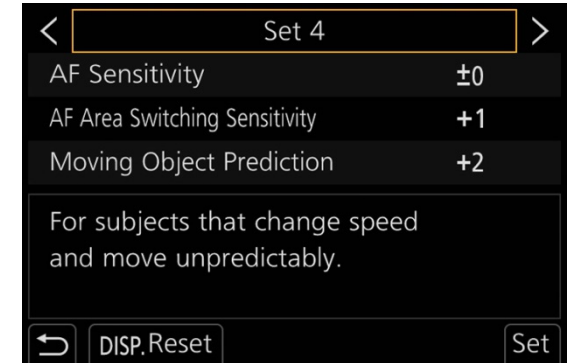 Set 4
AF Sensitivity ±0
AF Area Switching Sensitivity +1
Moving Object Prediction +2
For subjects that change speed
and move unpredictably.
DISP. Reset Set